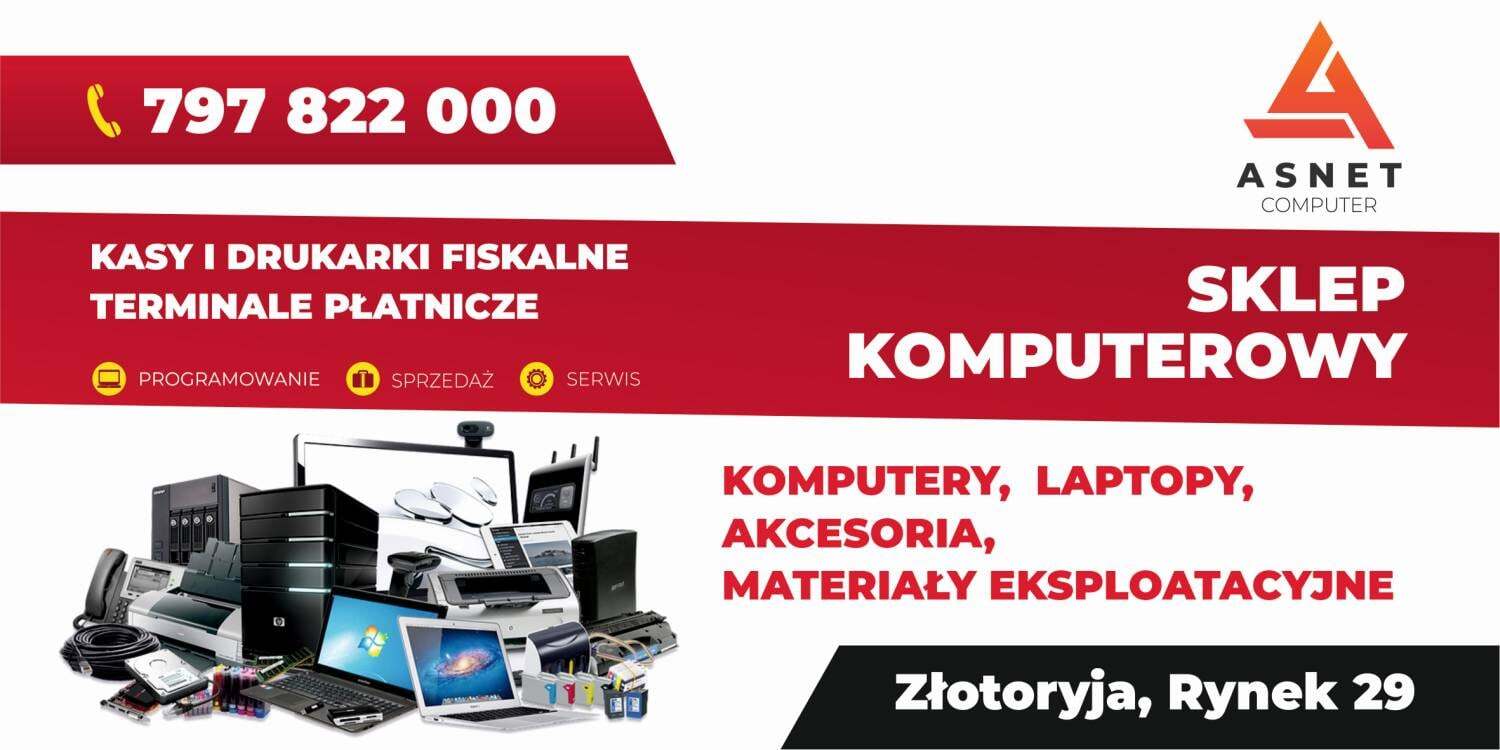 797 822 000
ASNET
COMPUTER
KASY I DRUKARKI FISKALNE
TERMINALE PŁATNICZE
PROGRAMOWANIE SPRZEDAŻ SERWIS
SKLEP
KOMPUTEROWY
KOMPUTERY, LAPTOPY,
AKCESORIA,
MATERIAŁY EKSPLOATACYJNE
Złotoryja, Rynek 29